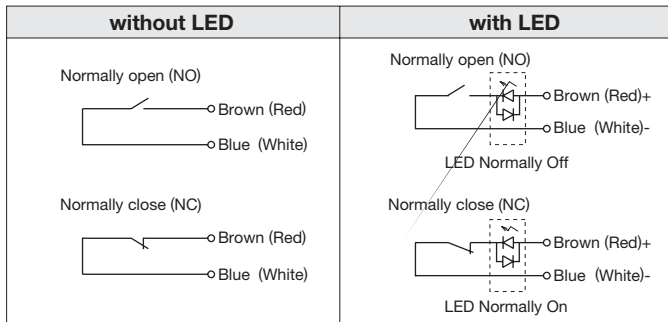 without LED
with LED
Normally open (NO)
Brown (Red)
Blue (White)
Normally close (NC)
Brown (Red)
Blue (White)
Normally open (NO)
Brown (Red)+
Blue (White)-
LED Normally Off
Normally close (NC)
Brown (Red)+
Blue (White)-
LED Normally On